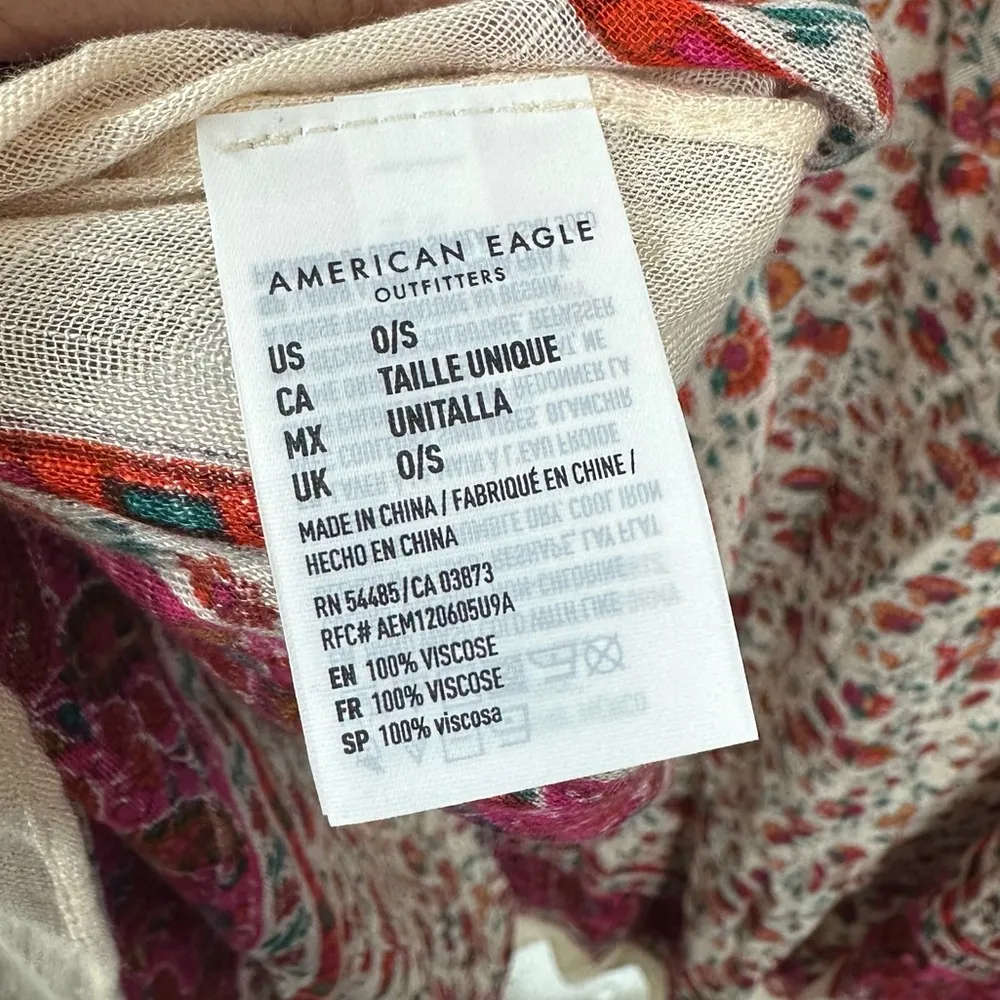 AMERICAN EAGLE
OUTFITTERS
US O/S
CA TAILLE UNIQUE
MX UNITALLA
UK O/S
MADE IN CHINA / FABRIQUÉ EN CHINE /
HECHO EN CHINA
RN 54485 / CA 03873
RFC# AEM120605U9A
EN 100% VISCOSE
FR 100% VISCOSE
SP 100% viscosa